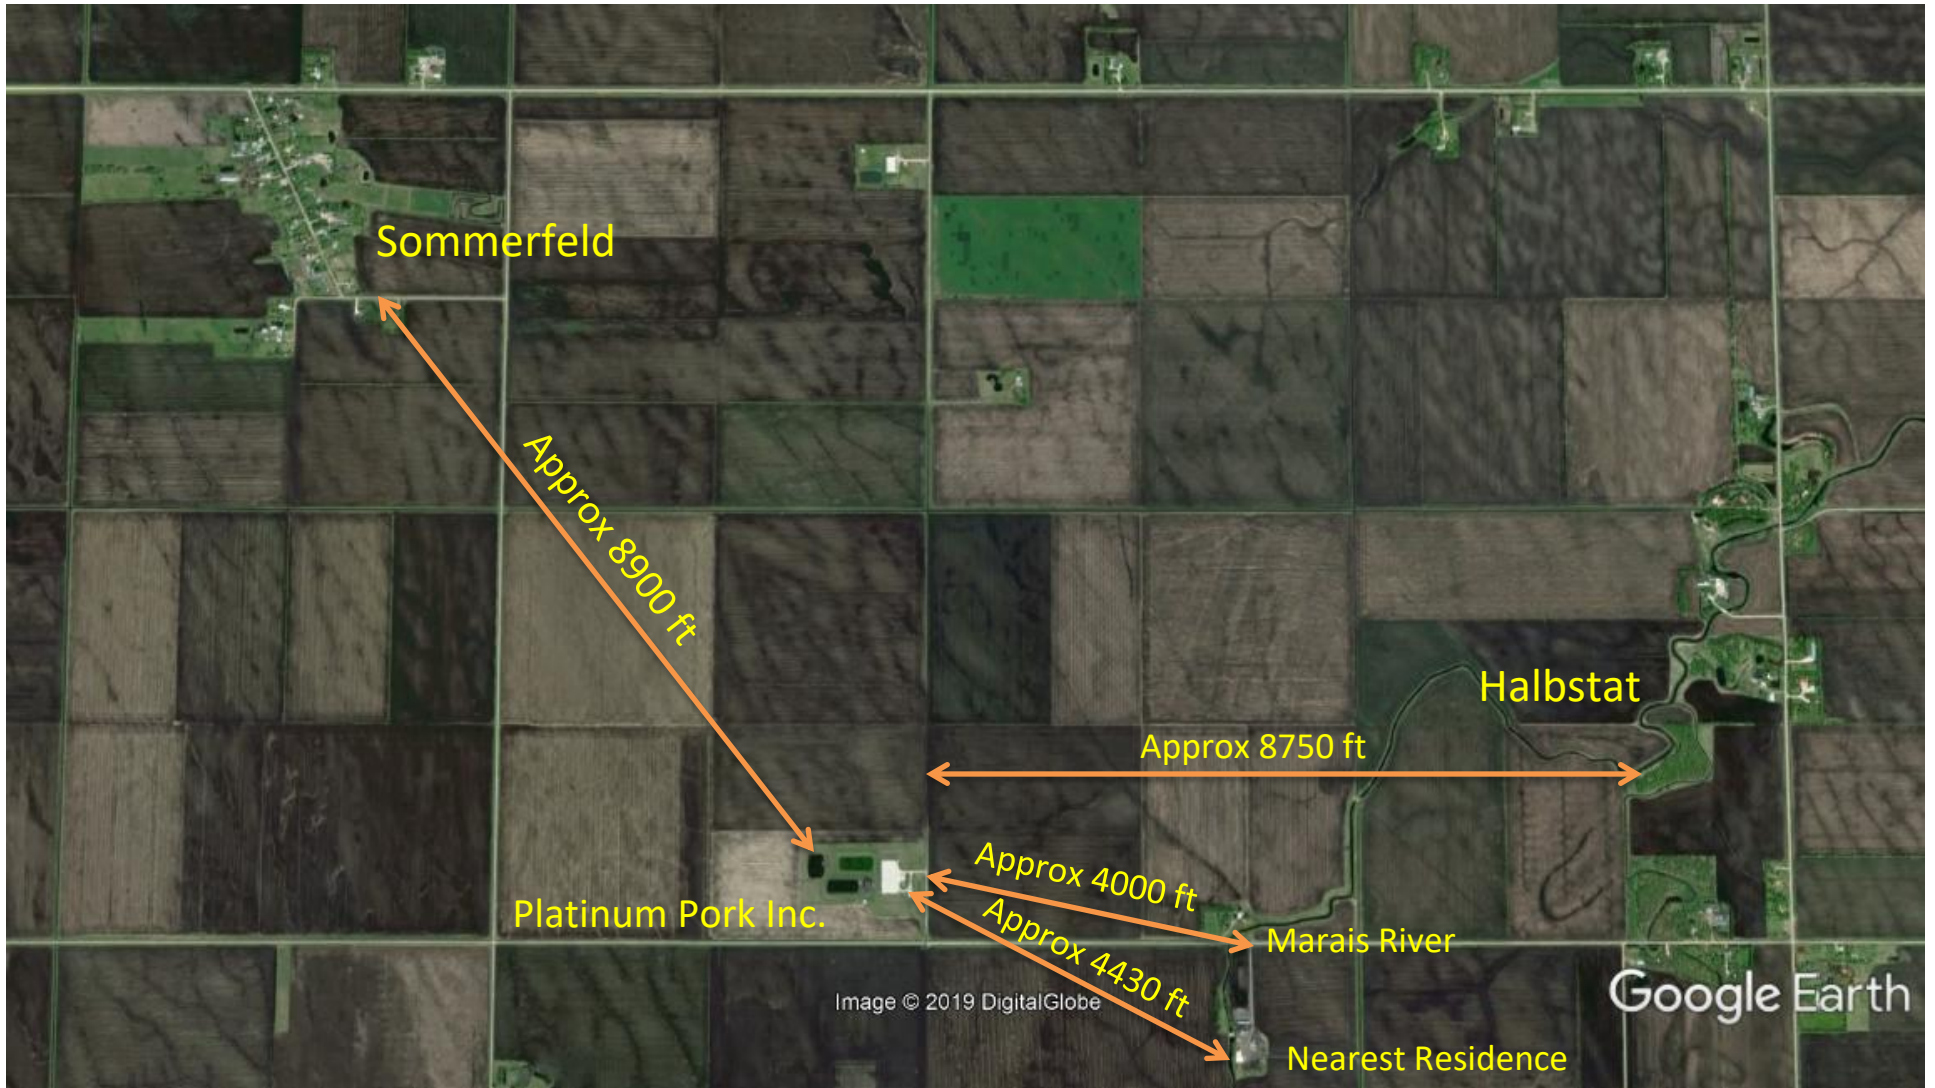 Sommerfeld
Approx 8900 ft
Halbstat
Approx 8750 ft
Approx 4000 ft
Platinum Pork Inc.
Approx 4430 ft
Marais River
Image © 2019 DigitalGlobe
Google Earth
Nearest Residence